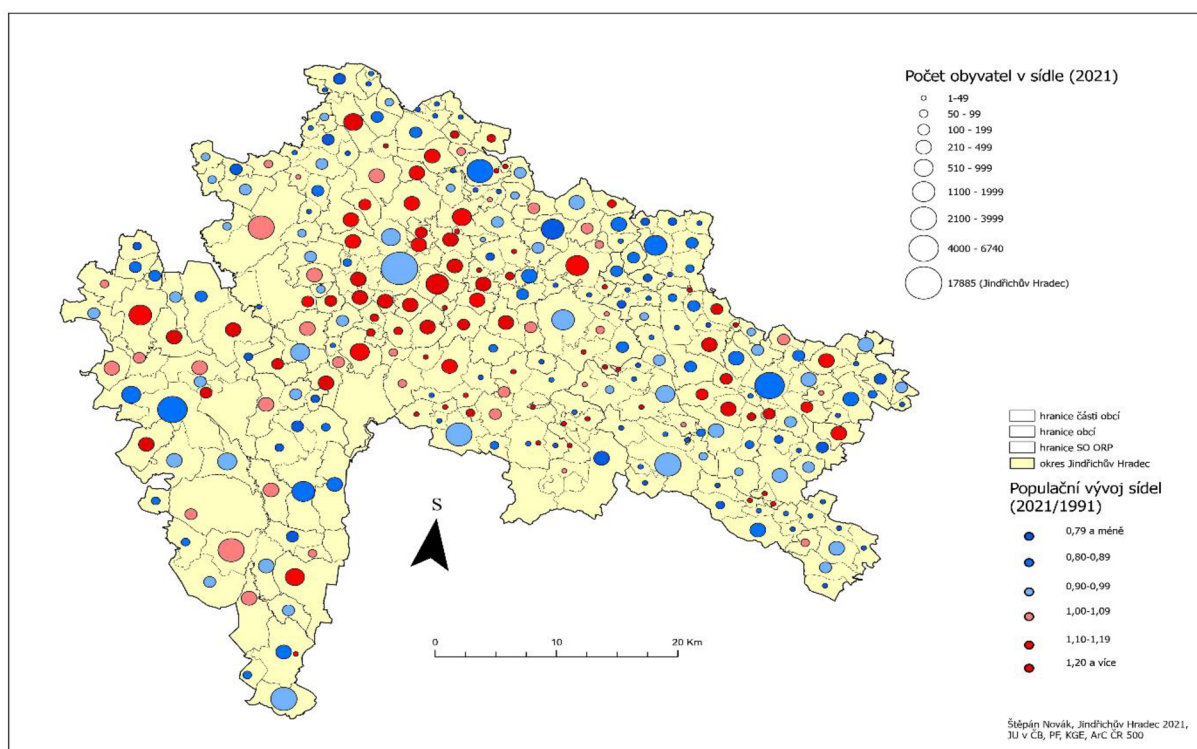 Počet obyvatel v sídle (2021)
1-49
50 - 99
100 - 199
210 - 499
510 - 999
1100 - 1999
2100 - 3999
4000 - 6740
17885 (Jindřichův Hradec)
hranice částí obcí
hranice obcí
hranice SO ORP
okres Jindřichův Hradec
Populační vývoj sídel
(2021/1991)
0,79 a méně
0,80-0,89
0,90-0,99
1,00-1,09
1,10-1,19
1,20 a více
S
0 10 20 Km
Štěpán Novák, Jindřichův Hradec 2021,
JU v ČB, PF, KGE, ArC ČR 500